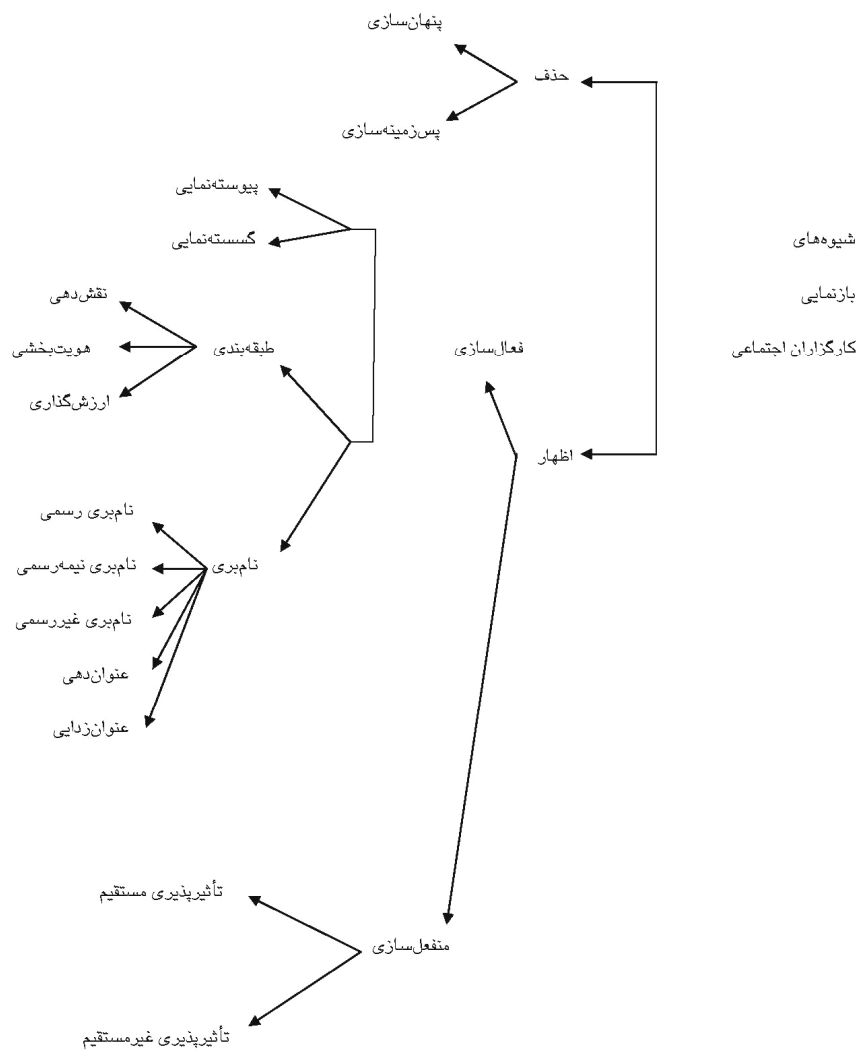 شیوه‌های
بازنمایی
کارگزاران اجتماعی
حذف
پنهان‌سازی
پس‌زمینه‌سازی
اظهار
فعال‌سازی
پیوسته‌نمایی
گسسته‌نمایی
طبقه‌بندی
نقش‌دهی
هویت‌بخشی
ارزش‌گذاری
نام‌بری
نام‌بری رسمی
نام‌بری نیمه‌رسمی
نام‌بری غیررسمی
عنوان‌دهی
عنوان‌زدایی
منفعل‌سازی
تأثیرپذیری مستقیم
تأثیرپذیری غیرمستقیم